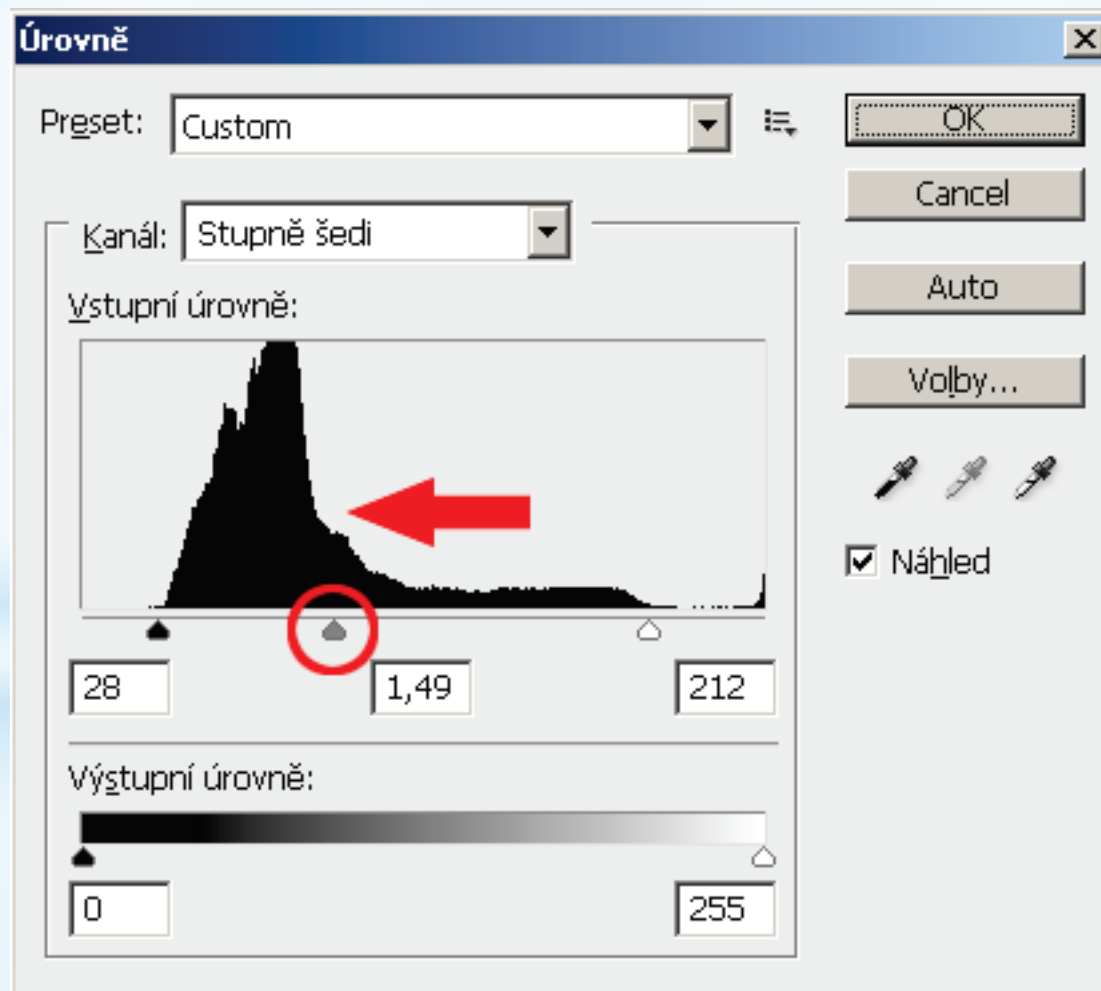 Úrovně
Preset: Custom
OK
Cancel
Kanál: Stupně šedi
Auto
Vstupní úrovně:
Volby...
Náhled
28 1,49 212
Výstupní úrovně:
0 255